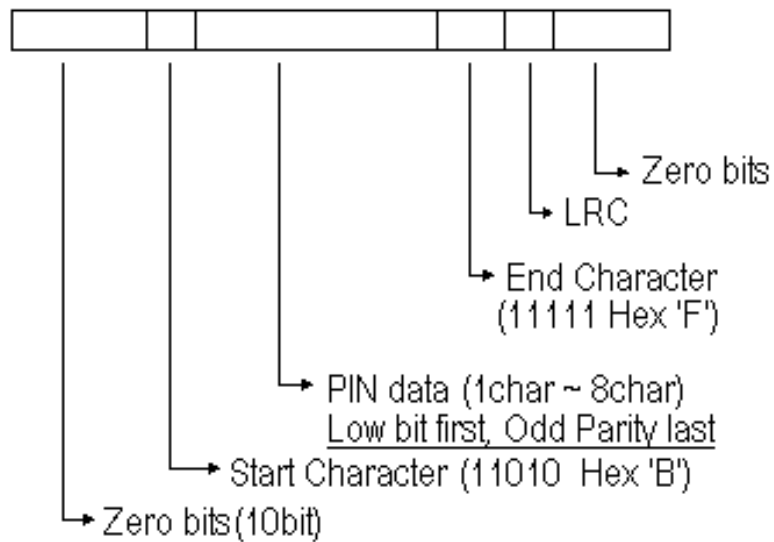 Zero bits
LRC
End Character
(11111 Hex 'F')
PIN data (1char ~ 8char)
Low bit first, Odd Parity last
Start Character (11010 Hex 'B')
Zero bits(10bit)